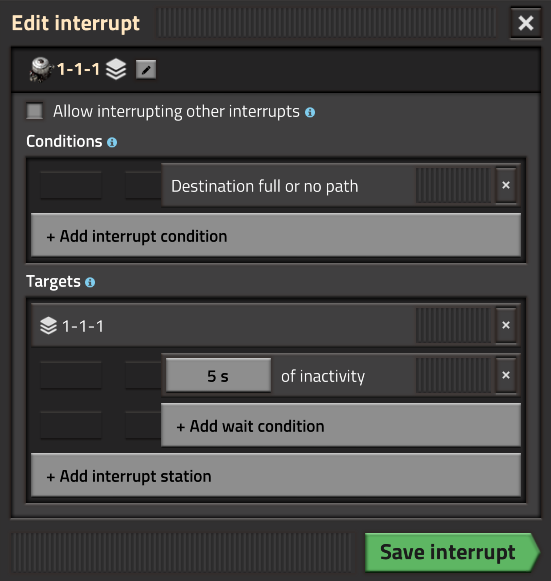 Edit interrupt
1-1-1
Allow interrupting other interrupts
Conditions
Destination full or no path
+ Add interrupt condition
Targets
1-1-1
5 s of inactivity
+ Add wait condition
+ Add interrupt station
Save interrupt